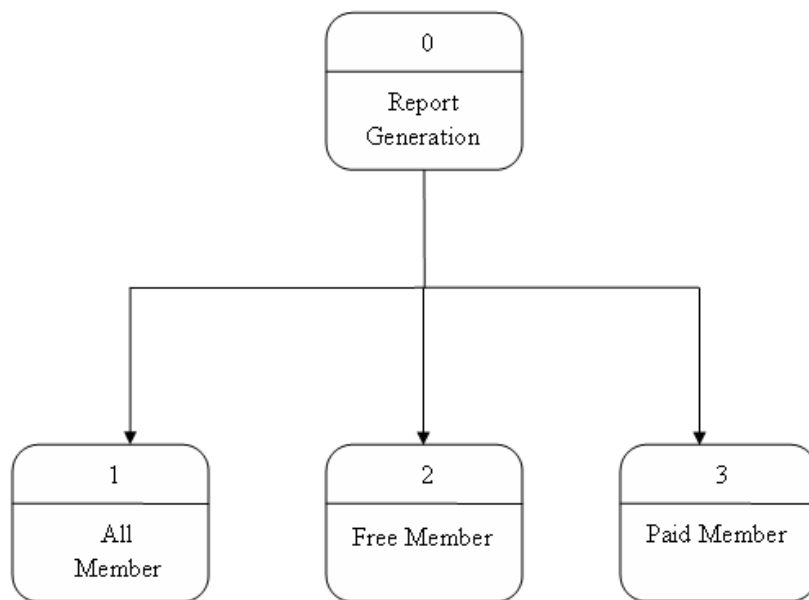 0
Report
Generation
1
All
Member
2
Free Member
3
Paid Member